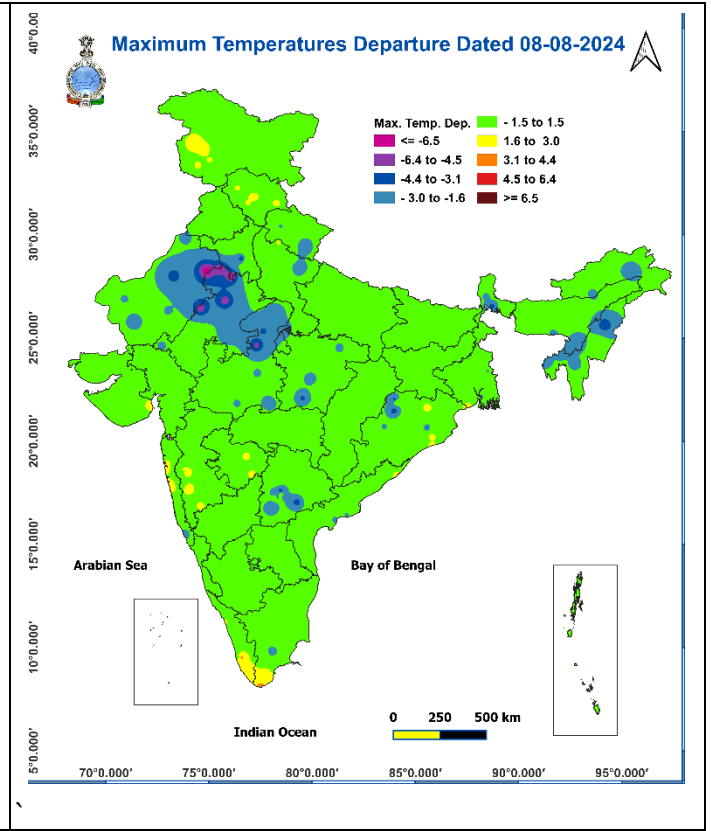 Maximum Temperatures Departure Dated 08-08-2024
40°0.00
35°0.000'
30°0.000'
25°0.000'
20°0.000'
15°0.000'
10°0.000'
5°0.000'
Max. Temp. Dep.
<= -6.5
-6.4 to -4.5
-4.4 to -3.1
- 3.0 to -1.6
- 1.5 to 1.5
1.6 to 3.0
3.1 to 4.4
4.5 to 6.4
>= 6.5
Arabian Sea
Bay of Bengal
Indian Ocean
0 250 500 km
70°0.000' 75°0.000' 80°0.000' 85°0.000' 90°0.000' 95°0.000'
`